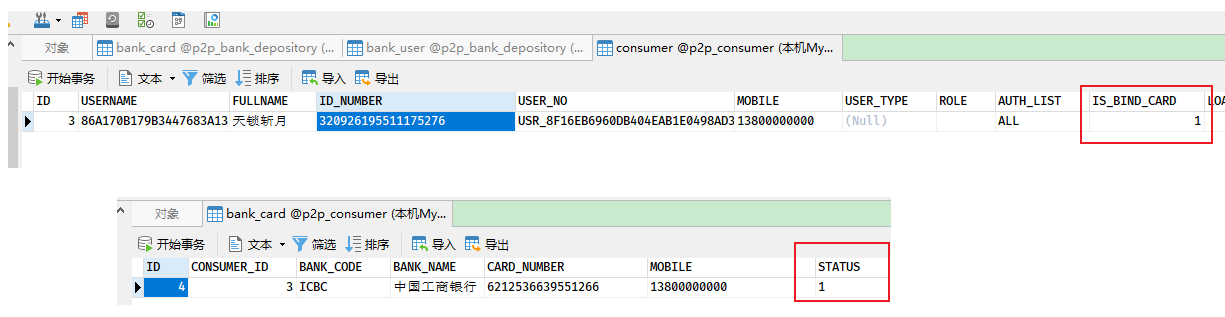 对象 bank_card @p2p_bank_depository (... bank_user @p2p_bank_depository (... consumer @p2p_consumer (本机My...
开始事务 文本 筛选 排序 导入 导出
ID USERNAME FULLNAME ID_NUMBER USER_NO MOBILE USER_TYPE ROLE AUTH_LIST IS_BIND_CARD LOA
3 86A170B179B3447683A13 天锁斩月 320926195511175276 USR_8F16EB6960DB404EAB1E0498AD3 13800000000 (Null) ALL 1
对象 bank_card @p2p_consumer (本机My...
开始事务 文本 筛选 排序 导入 导出
ID CONSUMER_ID BANK_CODE BANK_NAME CARD_NUMBER MOBILE STATUS
4 3 ICBC 中国工商银行 6212536639551266 13800000000 1